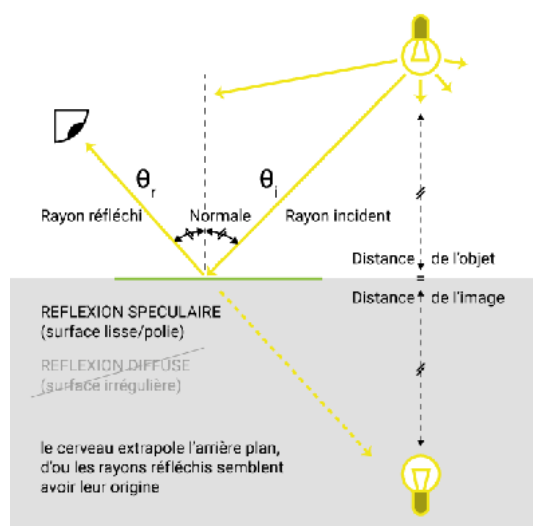 θr
θi
Rayon réfléchi
Normale
Rayon incident
Distance de l'objet
=
Distance de l'image
REFLEXION SPECULAIRE
(surface lisse/polie)
REFLEXION DIFFUSE
(surface irrégulière)
le cerveau extrapole l'arrière plan,
d'ou les rayons réfléchis semblent
avoir leur origine